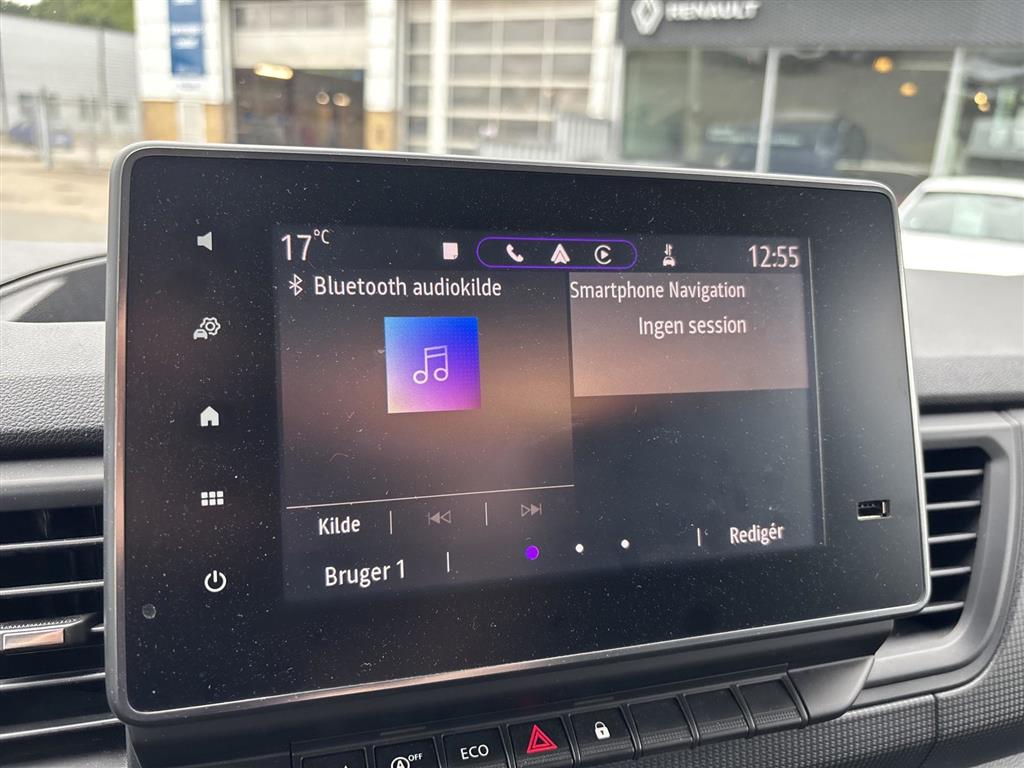 RENAULT
17°C
12:55
Bluetooth audiokilde
Smartphone Navigation
Ingen session
Kilde
Redigér
Bruger 1
A OFF
ECO